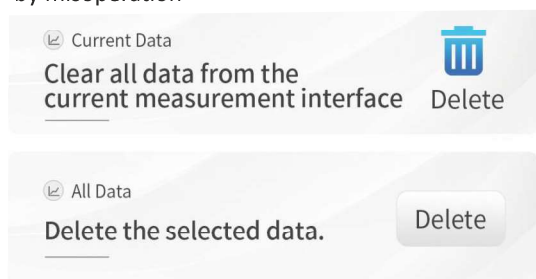 by misoperation
Current Data
Clear all data from the
current measurement interface
Delete
All Data
Delete the selected data.
Delete